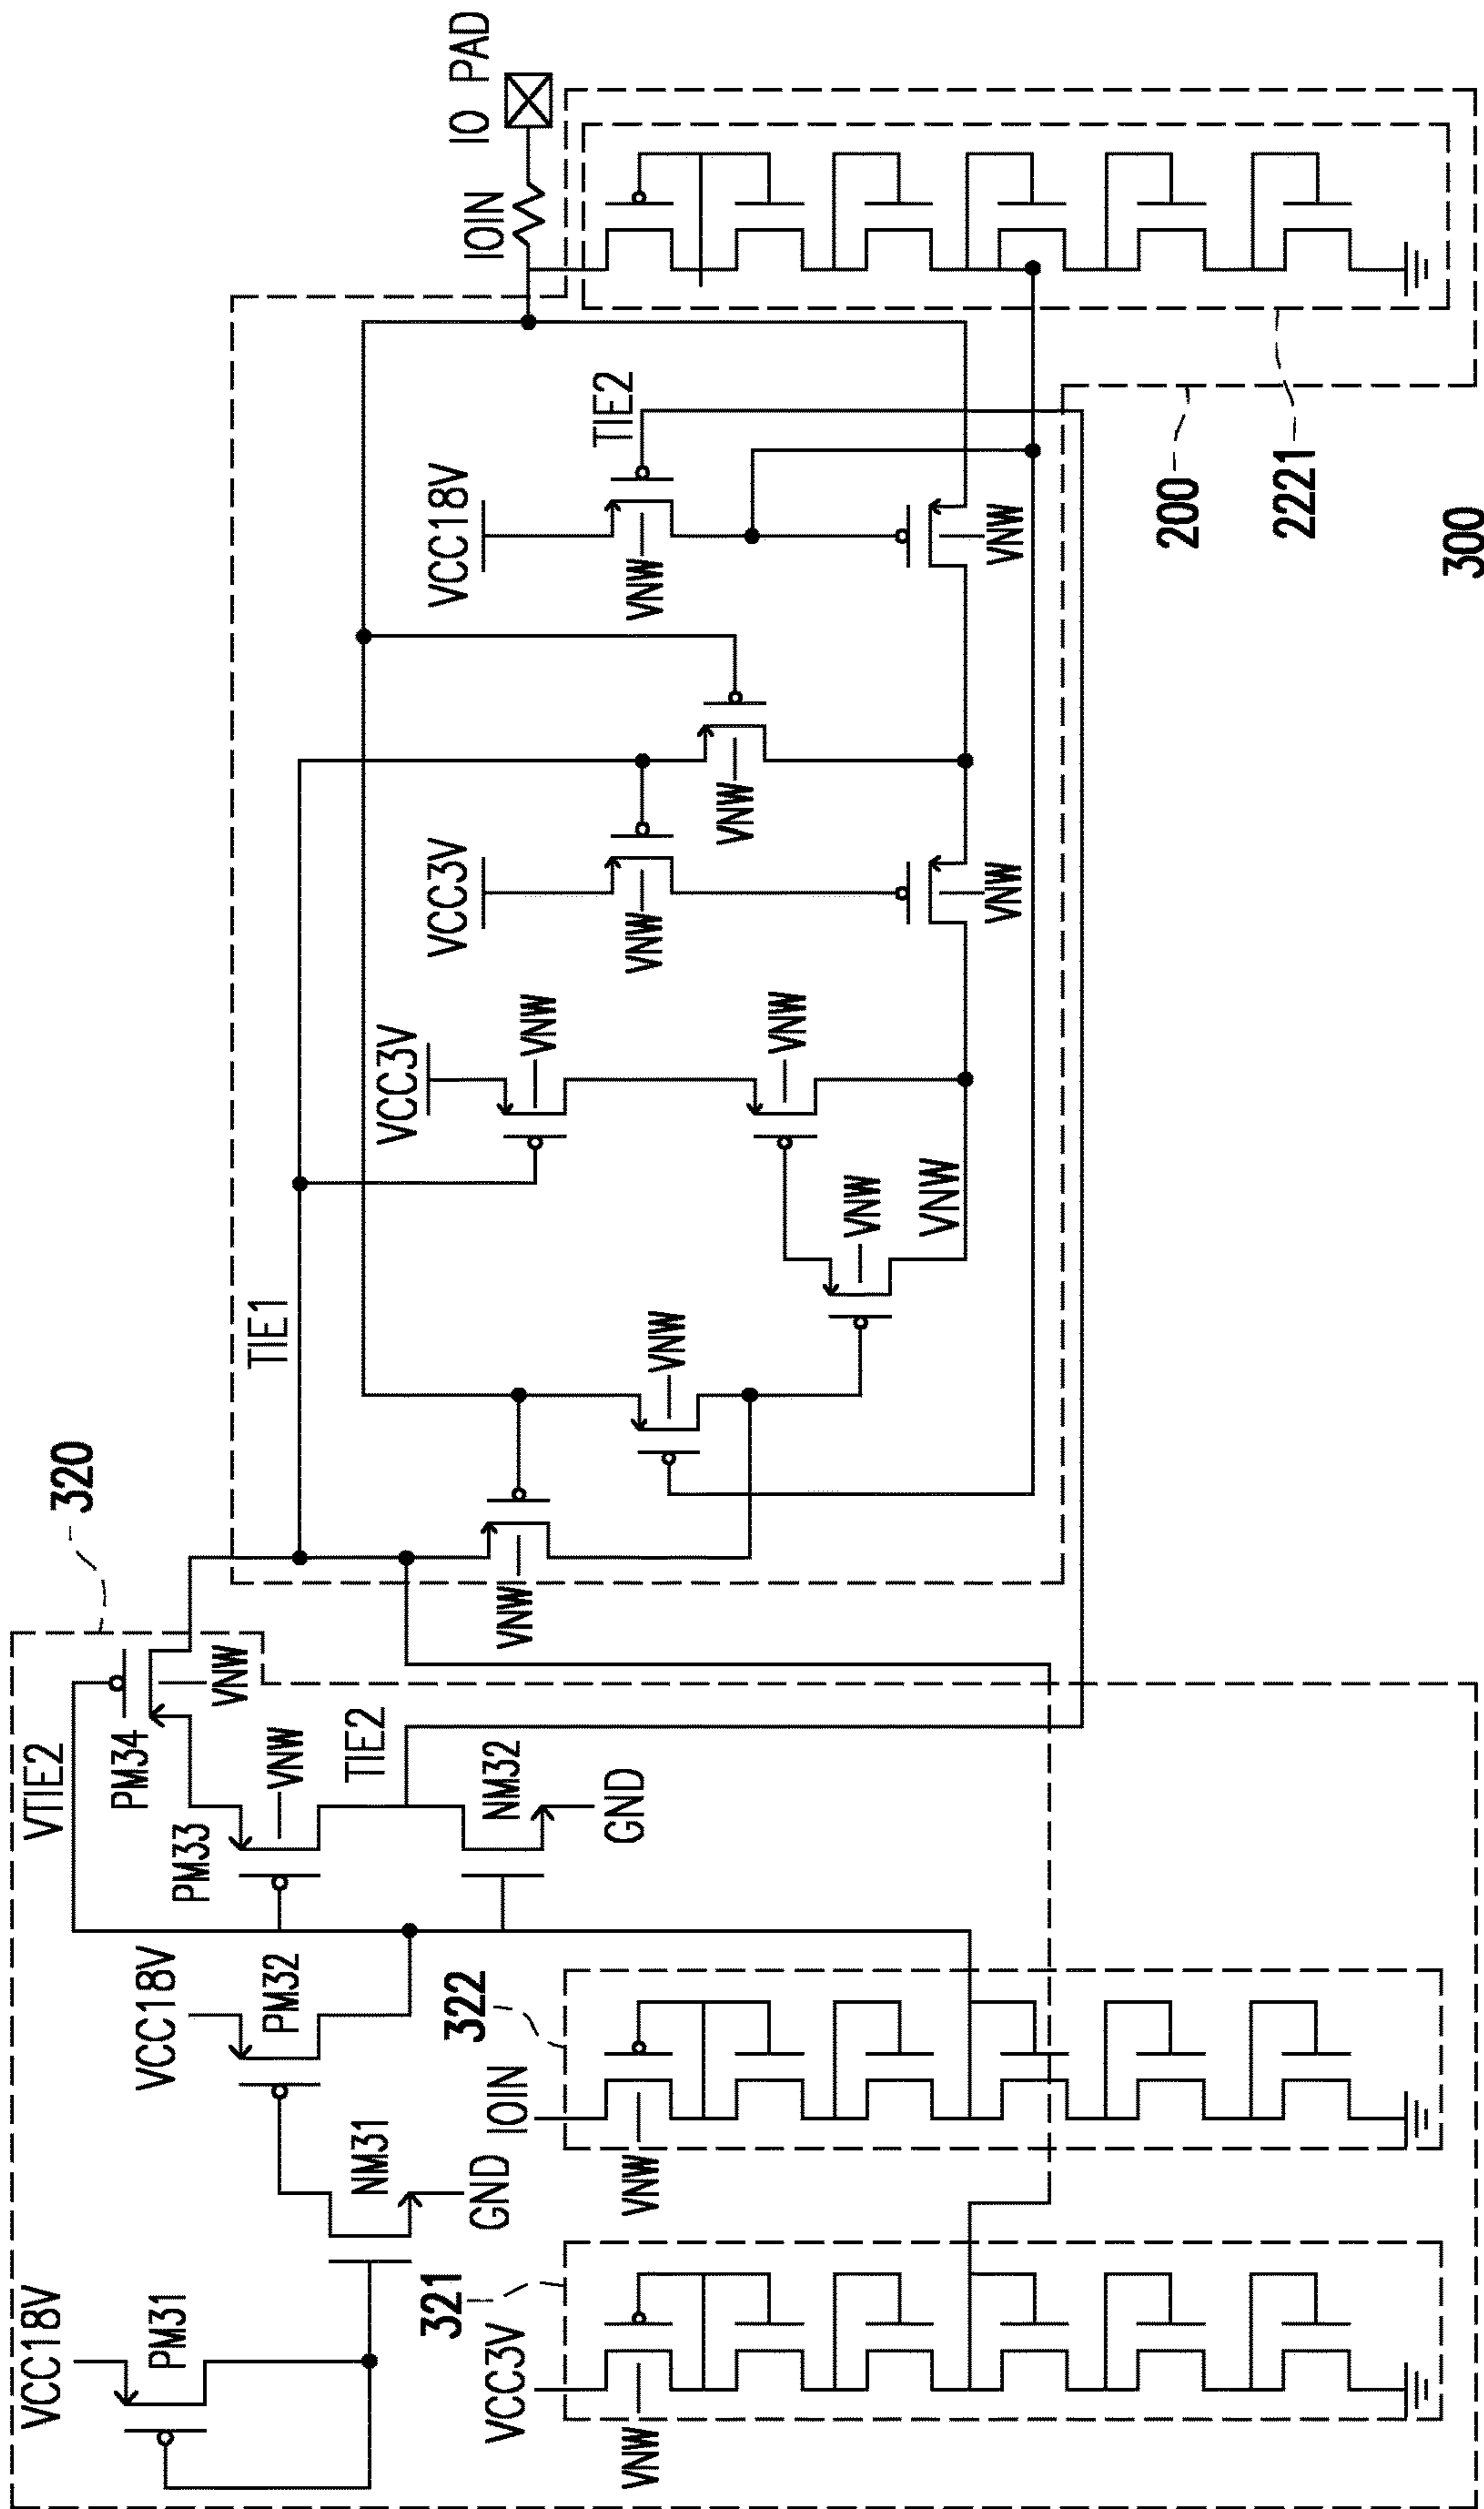 VCC18V
PM31
NM31
GND
VCC18V
PM32
VTIE2
PM33
VNW
PM34
VNW
TIE2
NM32
GND
320
VCC3V
321
VNW
IOIN
322
VNW
TIE1
VNW
VNW
VNW
VNW
VCC3V
VNW
VNW
VCC3V
VNW
VNW
VNW
VCC18V
VNW
TIE2
VNW
IOIN
IO PAD
200
2221
300